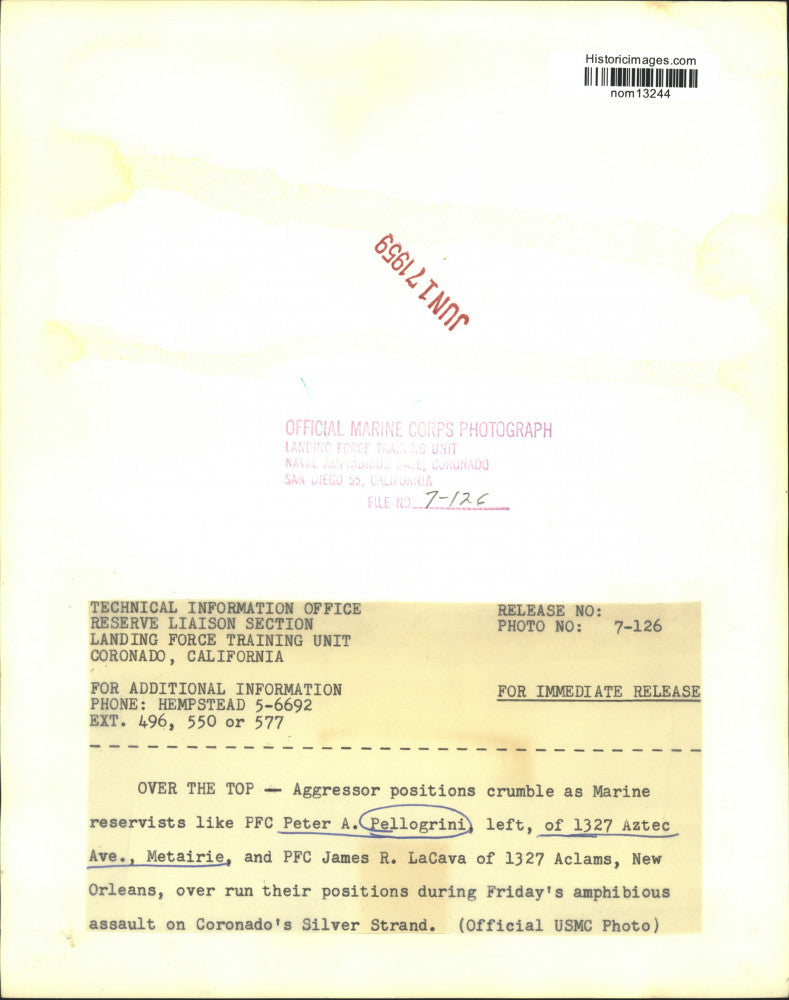 Historicimages.com
nom13244
JUN 17 1959
OFFICIAL MARINE CORPS PHOTOGRAPH
LANDING FORCE TRAINING UNIT
NAVAL AMPHIBIOUS BASE, CORONADO
SAN DIEGO 55, CALIFORNIA
FILE NO. 7-126
TECHNICAL INFORMATION OFFICE
RESERVE LIAISON SECTION
LANDING FORCE TRAINING UNIT
CORONADO, CALIFORNIA
RELEASE NO:
PHOTO NO: 7-126
FOR ADDITIONAL INFORMATION
PHONE: HEMPSTEAD 5-6692
EXT. 496, 550 or 577
FOR IMMEDIATE RELEASE
OVER THE TOP — Aggressor positions crumble as Marine
reservists like PFC Peter A. Pellogrini, left, of 1327 Aztec
Ave., Metairie, and PFC James R. LaCava of 1327 Aclams, New
Orleans, over run their positions during Friday's amphibious
assault on Coronado's Silver Strand. (Official USMC Photo)